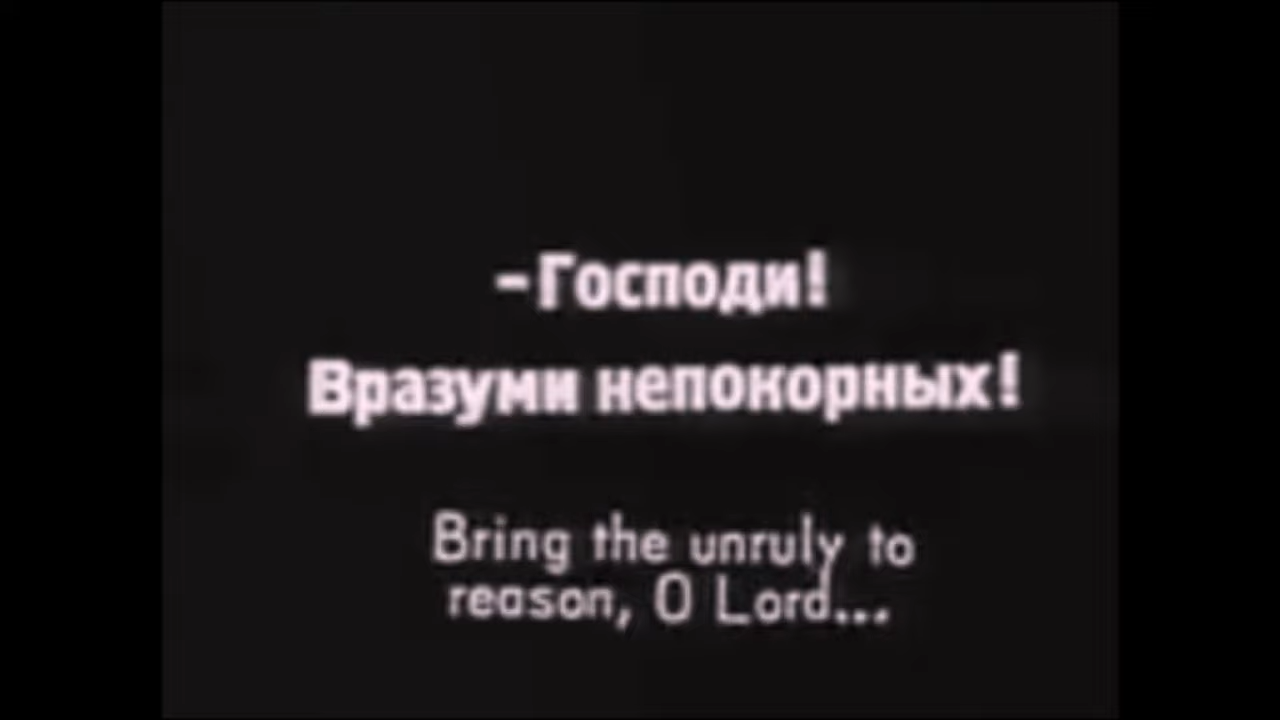 -Господи!
Вразуми непокорных!
Bring the unruly to
reason, O Lord...